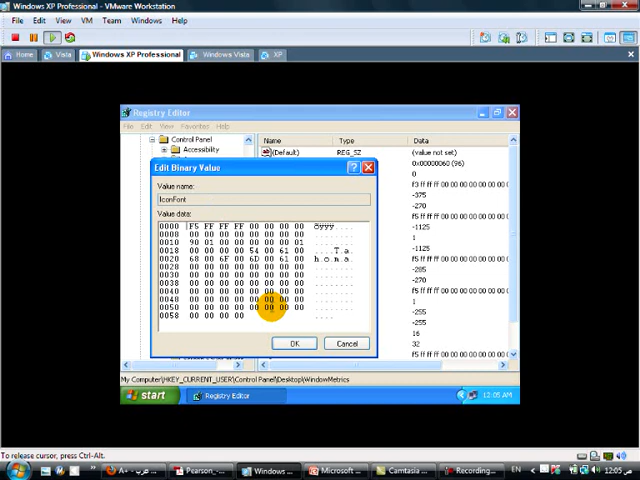 Windows XP Professional - VMware Workstation
File Edit View VM Team Windows Help
Home Vista Windows XP Professional Windows Vista XP
Registry Editor
File Edit View Favorites Help
Control Panel
Accessibility
Name Type Data
(Default) REG_SZ (value not set)
0x00000060 (96)
0
-375
-270
-1125
1
-1125
-285
-270
1
-255
-255
16
32
Edit Binary Value
Value name:
IconFont
Value data:
0000 F5 FF FF FF 00 00 00 00 õÿÿÿ....
0008 00 00 00 00 00 00 00 00 ........
0010 90 01 00 00 00 00 00 01 ........
0018 00 00 00 00 54 00 61 00 ....T.a.
0020 68 00 6F 00 6D 00 61 00 h.o.m.a.
0028 00 00 00 00 00 00 00 00 ........
0030 00 00 00 00 00 00 00 00 ........
0038 00 00 00 00 00 00 00 00 ........
0040 00 00 00 00 00 00 00 00 ........
0048 00 00 00 00 00 00 00 00 ........
0050 00 00 00 00 00 00 00 00 ........
0058 00 00 00 00 ....
OK Cancel
My Computer\HKEY_CURRENT_USER\Control Panel\Desktop\WindowMetrics
start Registry Editor 12:05 AM
To release cursor, press Ctrl-Alt.
A+ - عرب... Pearson_-... Windows ... Microsoft ... Camtasia ... Recording... EN 12:05 ص